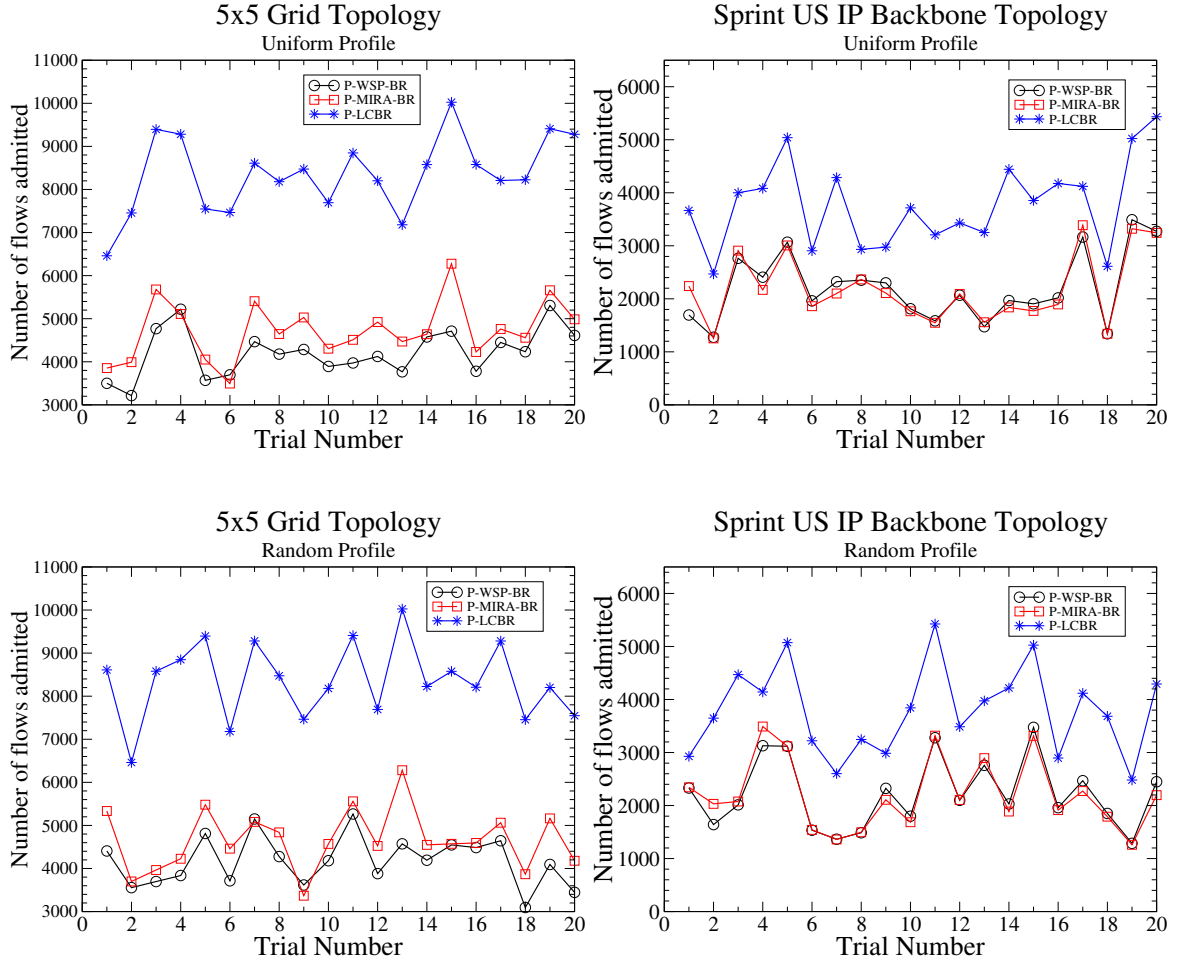 5x5 Grid Topology
Uniform Profile
11000
10000
9000
8000
7000
6000
5000
4000
3000
Number of flows admitted
P-WSP-BR
P-MIRA-BR
P-LCBR
0 2 4 6 8 10 12 14 16 18 20
Trial Number
Sprint US IP Backbone Topology
Uniform Profile
6000
5000
4000
3000
2000
1000
0
Number of flows admitted
P-WSP-BR
P-MIRA-BR
P-LCBR
0 2 4 6 8 10 12 14 16 18 20
Trial Number
5x5 Grid Topology
Random Profile
11000
10000
9000
8000
7000
6000
5000
4000
3000
Number of flows admitted
P-WSP-BR
P-MIRA-BR
P-LCBR
0 2 4 6 8 10 12 14 16 18 20
Trial Number
Sprint US IP Backbone Topology
Random Profile
6000
5000
4000
3000
2000
1000
0
Number of flows admitted
P-WSP-BR
P-MIRA-BR
P-LCBR
0 2 4 6 8 10 12 14 16 18 20
Trial Number